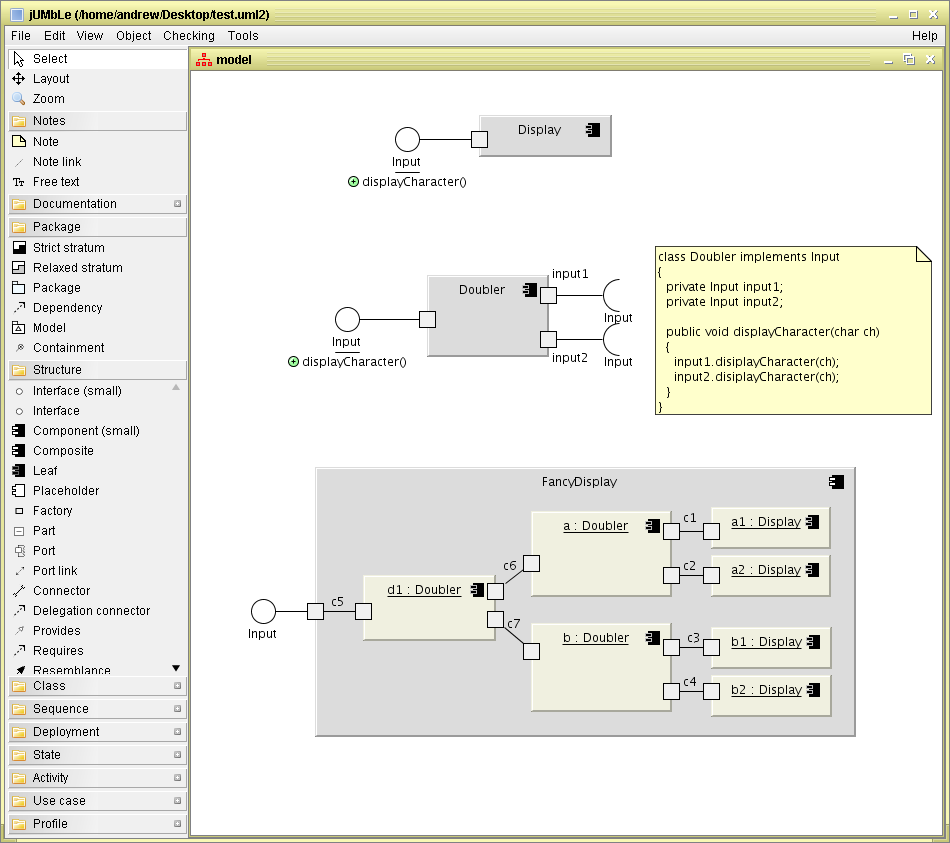 jUMbLe (/home/andrew/Desktop/test.uml2)
File Edit View Object Checking Tools Help
Select
Layout
Zoom
Notes
Note
Note link
Free text
Documentation
Package
Strict stratum
Relaxed stratum
Package
Dependency
Model
Containment
Structure
Interface (small)
Interface
Component (small)
Composite
Leaf
Placeholder
Factory
Part
Port
Port link
Connector
Delegation connector
Provides
Requires
Resemblance
Class
Sequence
Deployment
State
Activity
Use case
Profile
model
Display
Input
displayCharacter()
Doubler
input1
Input
Input
input2
Input
displayCharacter()
class Doubler implements Input
{
private Input input1;
private Input input2;
public void displayCharacter(char ch)
{
input1.disiplayCharacter(ch);
input2.disiplayCharacter(ch);
}
}
FancyDisplay
Input
c5
d1 : Doubler
c6
c7
a : Doubler
c1
a1 : Display
c2
a2 : Display
b : Doubler
c3
b1 : Display
c4
b2 : Display